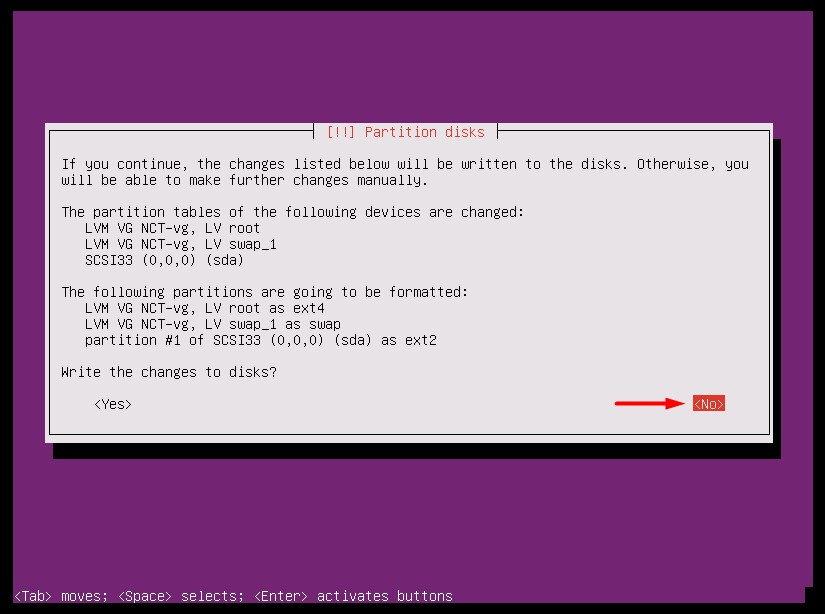 [!!] Partition disks
If you continue, the changes listed below will be written to the disks. Otherwise, you
will be able to make further changes manually.
The partition tables of the following devices are changed:
LVM VG NCT-vg, LV root
LVM VG NCT-vg, LV swap_1
SCSI33 (0,0,0) (sda)
The following partitions are going to be formatted:
LVM VG NCT-vg, LV root as ext4
LVM VG NCT-vg, LV swap_1 as swap
partition #1 of SCSI33 (0,0,0) (sda) as ext2
Write the changes to disks?
<Yes> <No>
<Tab> moves; <Space> selects; <Enter> activates buttons